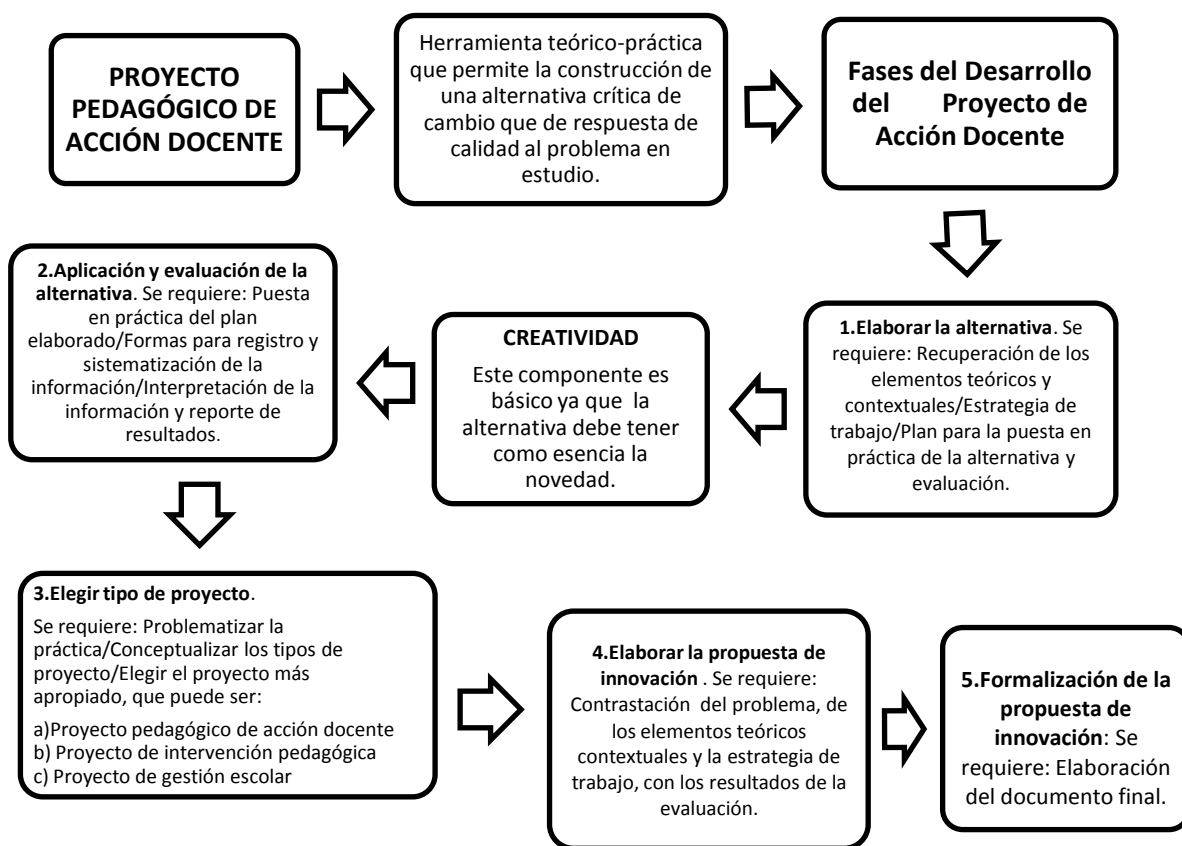 PROYECTO
PEDAGÓGICO DE
ACCIÓN DOCENTE
Herramienta teórico-práctica
que permite la construcción de
una alternativa crítica de
cambio que de respuesta de
calidad al problema en
estudio.
Fases del Desarrollo
del Proyecto de
Acción Docente
1.Elaborar la alternativa. Se
requiere: Recuperación de los
elementos teóricos y
contextuales/Estrategia de
trabajo/Plan para la puesta en
práctica de la alternativa y
evaluación.
CREATIVIDAD
Este componente es
básico ya que la
alternativa debe tener
como esencia la
novedad.
2.Aplicación y evaluación de la
alternativa. Se requiere: Puesta
en práctica del plan
elaborado/Formas para registro y
sistematización de la
información/Interpretación de la
información y reporte de
resultados.
3.Elegir tipo de proyecto.
Se requiere: Problematizar la
práctica/Conceptualizar los tipos de
proyecto/Elegir el proyecto más
apropiado, que puede ser:
a)Proyecto pedagógico de acción docente
b) Proyecto de intervención pedagógica
c) Proyecto de gestión escolar
4.Elaborar la propuesta de
innovación . Se requiere:
Contrastación del problema, de
los elementos teóricos
contextuales y la estrategia de
trabajo, con los resultados de la
evaluación.
5.Formalización de la
propuesta de
innovación: Se
requiere: Elaboración
del documento final.